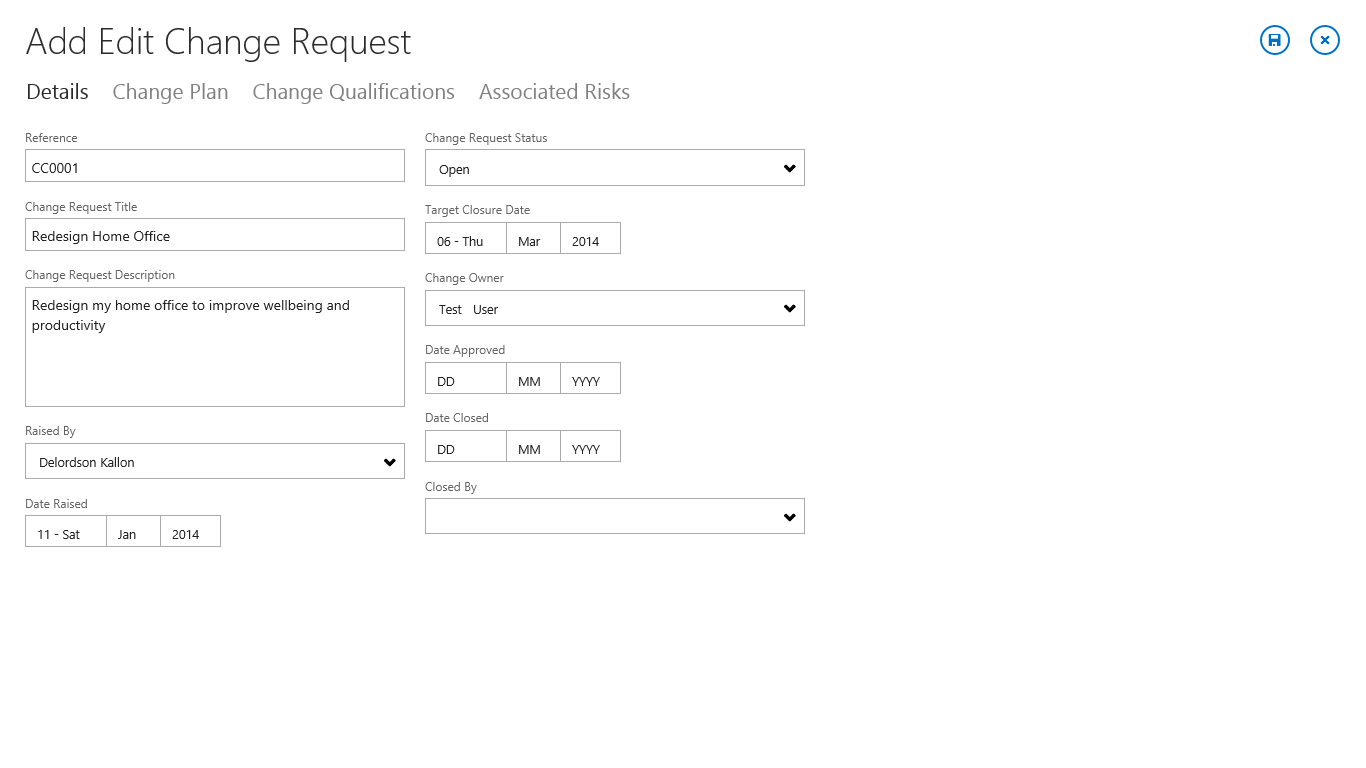 Add Edit Change Request
Details Change Plan Change Qualifications Associated Risks
Reference
CC0001
Change Request Title
Redesign Home Office
Change Request Description
Redesign my home office to improve wellbeing and
productivity
Raised By
Delordson Kallon
Date Raised
11 - Sat Jan 2014
Change Request Status
Open
Target Closure Date
06 - Thu Mar 2014
Change Owner
Test User
Date Approved
DD MM YYYY
Date Closed
DD MM YYYY
Closed By